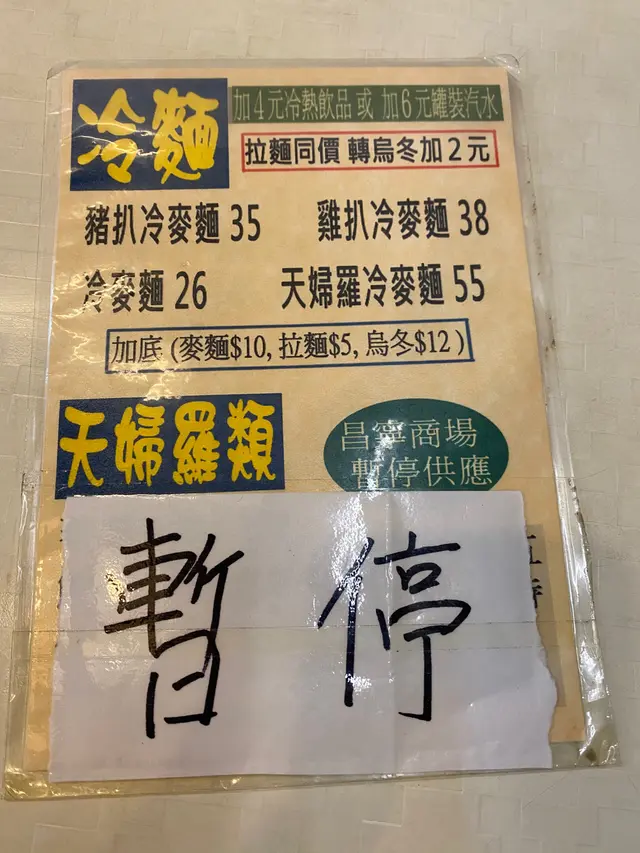 冷麵
加4元冷熱飲品 或 加6元罐裝汽水
拉麵同價 轉烏冬加2元
豬扒冷麥麵 35 雞扒冷麥麵 38
冷麥麵 26 天婦羅冷麥麵 55
加底 (麥麵$10, 拉麵$5, 烏冬$12)
天婦羅類
昌寧商場
暫停供應
暫停